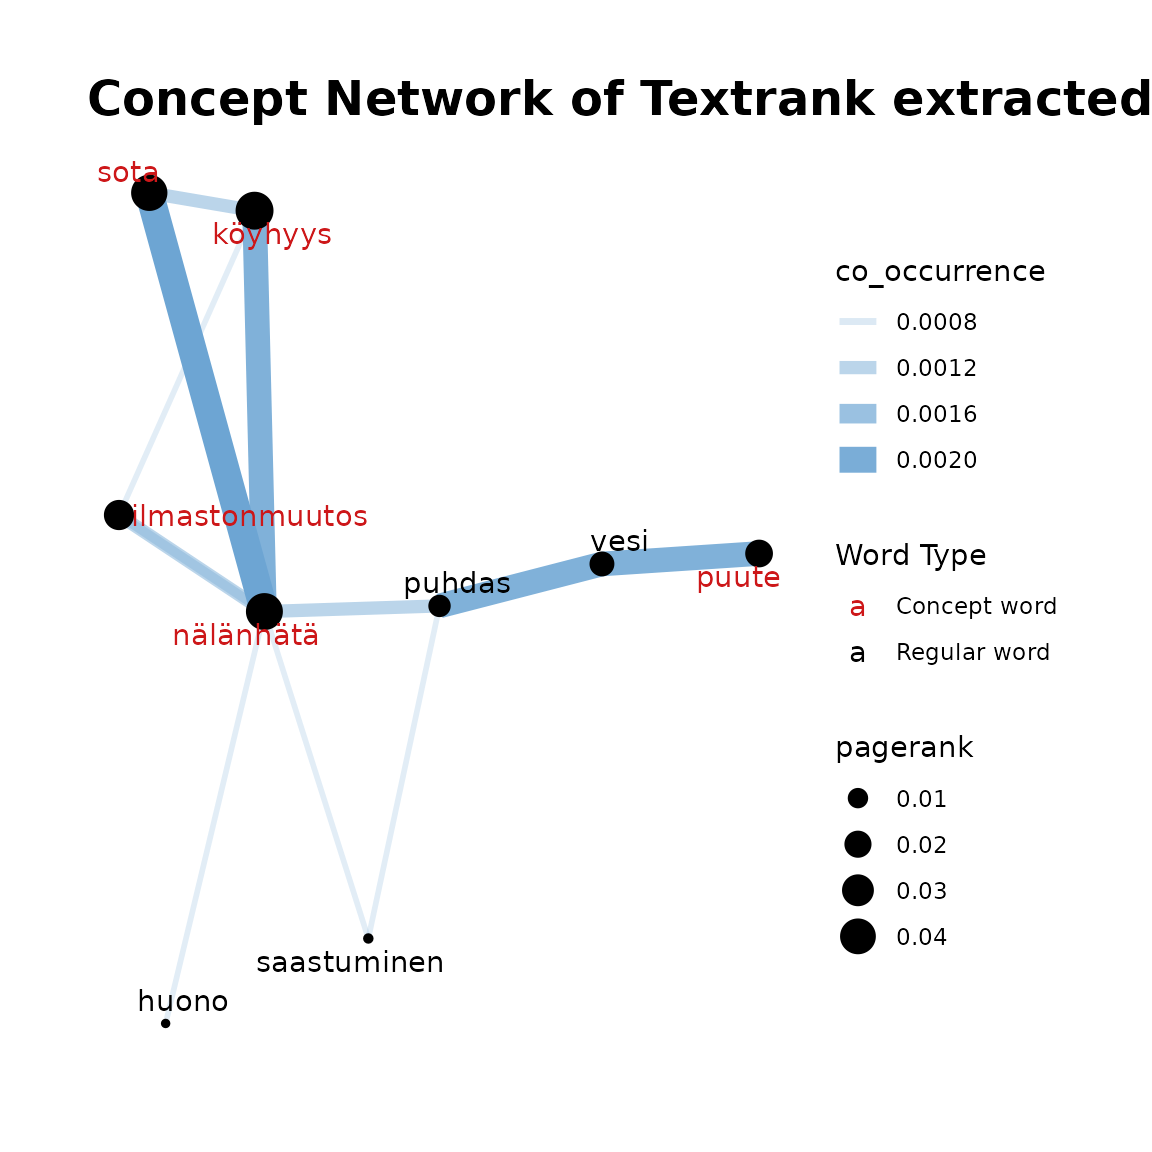 Concept Network of Textrank extracted
sota
köyhyys
ilmastonmuutos
nälänhätä
puhdas
vesi
puute
saastuminen
huono
co_occurrence
0.0008
0.0012
0.0016
0.0020
Word Type
a Concept word
a Regular word
pagerank
0.01
0.02
0.03
0.04